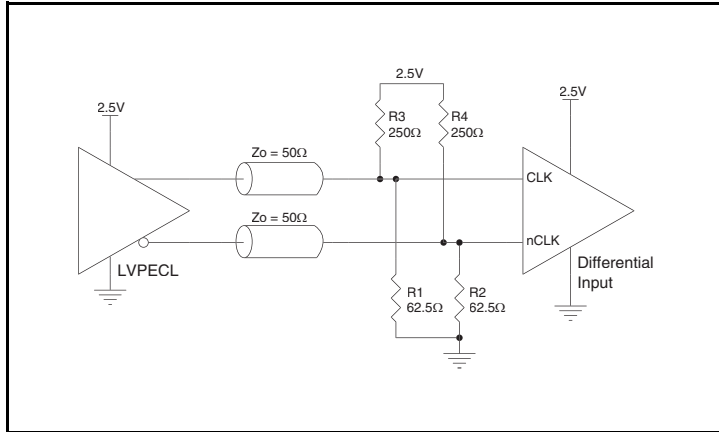 2.5V
2.5V
2.5V
R3
250Ω
R4
250Ω
Zo = 50Ω
CLK
Zo = 50Ω
nCLK
LVPECL
Differential
Input
R1
62.5Ω
R2
62.5Ω